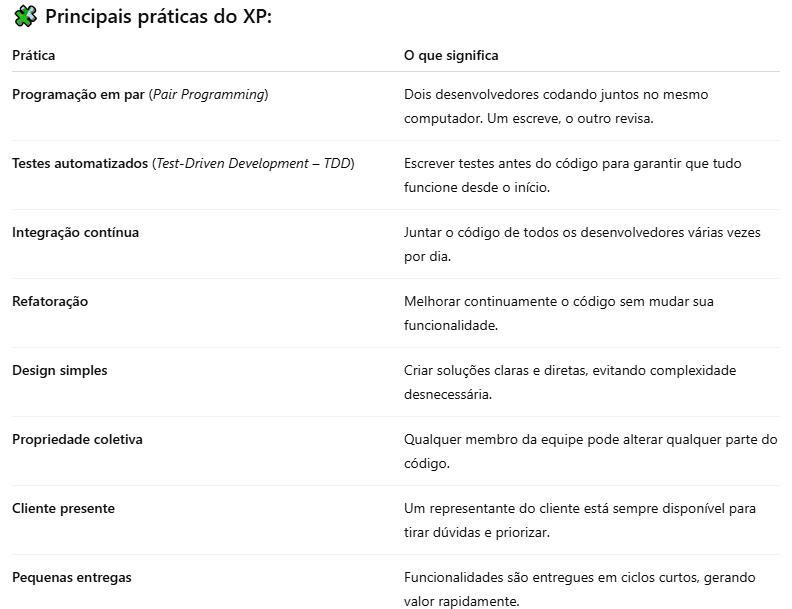 Principais práticas do XP:
Prática O que significa
Programação em par (Pair Programming) Dois desenvolvedores codando juntos no mesmo
computador. Um escreve, o outro revisa.
Testes automatizados (Test-Driven Development – TDD) Escrever testes antes do código para garantir que tudo
funcione desde o início.
Integração contínua Juntar o código de todos os desenvolvedores várias vezes
por dia.
Refatoração Melhorar continuamente o código sem mudar sua
funcionalidade.
Design simples Criar soluções claras e diretas, evitando complexidade
desnecessária.
Propriedade coletiva Qualquer membro da equipe pode alterar qualquer parte do
código.
Cliente presente Um representante do cliente está sempre disponível para
tirar dúvidas e priorizar.
Pequenas entregas Funcionalidades são entregues em ciclos curtos, gerando
valor rapidamente.